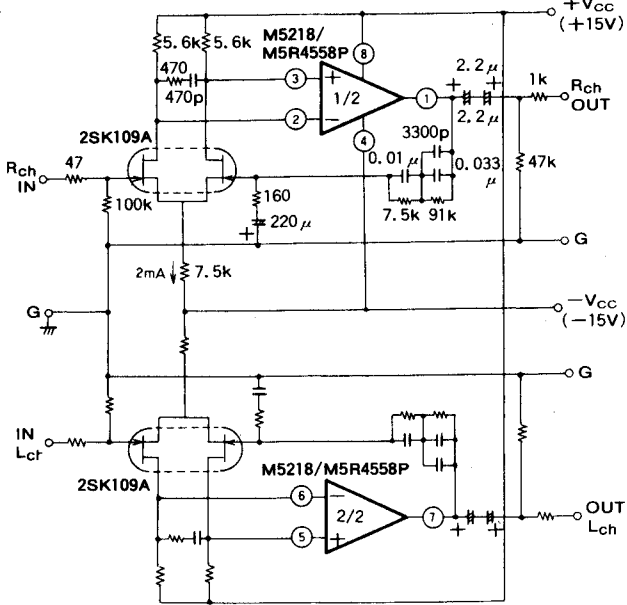 +VCC
(+15V)
5.6k
5.6k
M5218/
M5R4558P
8
470
470p
3
+
1/2
1
2
−
4
+
2.2μ
+
2.2μ
1k
Rch
OUT
3300p
2SK109A
0.01μ
0.033
μ
47k
Rch
IN
47
100k
160
+
220μ
7.5k
91k
G
2mA
7.5k
G
−VCC
(−15V)
G
IN
Lch
2SK109A
M5218/M5R4558P
6
−
2/2
7
5
+
+
+
OUT
Lch